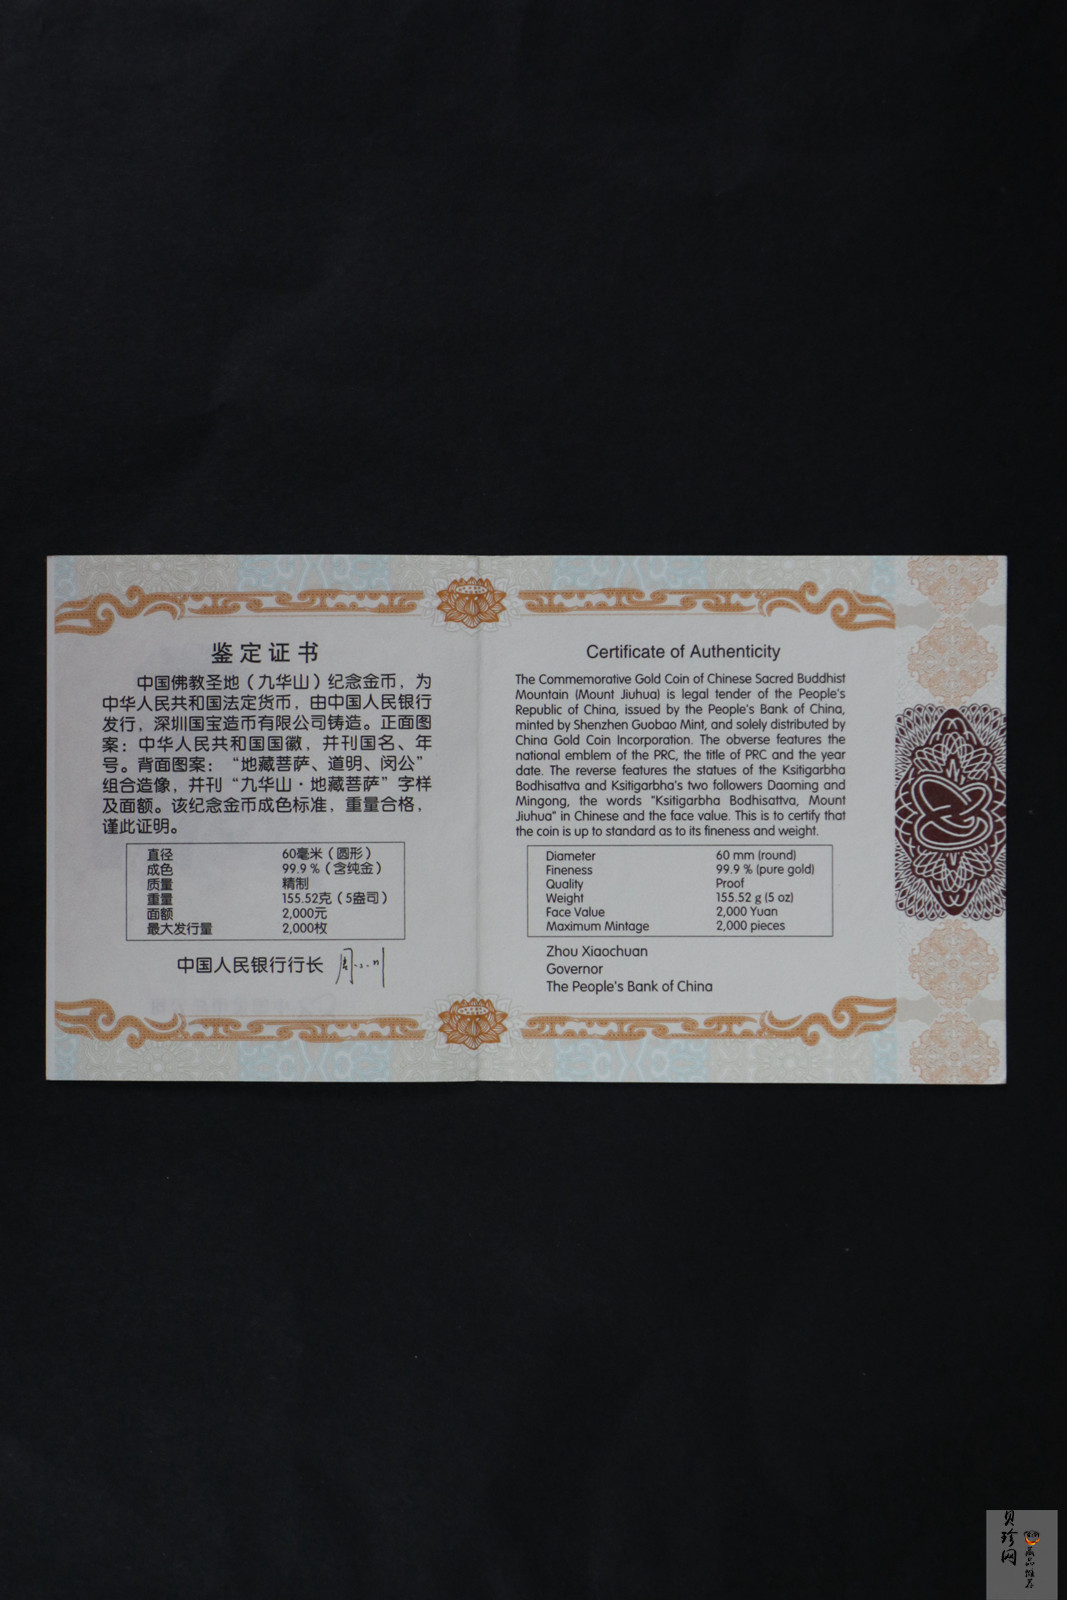 鉴定证书
中国佛教圣地（九华山）纪念金币，为
中华人民共和国法定货币，由中国人民银行
发行，深圳国宝造币有限公司铸造。正面图
案：中华人民共和国国徽，并刊国名、年
号。背面图案：“地藏菩萨、道明、闵公”
组合造像，并刊“九华山·地藏菩萨”字样
及面额。该纪念金币成色标准，重量合格，
谨此证明。
直径 60毫米（圆形）
成色 99.9％（含纯金）
质量 精制
重量 155.52克（5盎司）
面额 2,000元
最大发行量 2,000枚
中国人民银行行长
Certificate of Authenticity
The Commemorative Gold Coin of Chinese Sacred Buddhist
Mountain (Mount Jiuhua) is legal tender of the People's
Republic of China, issued by the People's Bank of China,
minted by Shenzhen Guobao Mint, and solely distributed by
China Gold Coin Incorporation. The obverse features the
national emblem of the PRC, the title of PRC and the year
date. The reverse features the statues of the Ksitigarbha
Bodhisattva and Ksitigarbha's two followers Daoming and
Mingong, the words "Ksitigarbha Bodhisattva, Mount
Jiuhua" in Chinese and the face value. This is to certify that
the coin is up to standard as to its fineness and weight.
Diameter 60 mm (round)
Fineness 99.9 % (pure gold)
Quality Proof
Weight 155.52 g (5 oz)
Face Value 2,000 Yuan
Maximum Mintage 2,000 pieces
Zhou Xiaochuan
Governor
The People's Bank of China
贝珍网
商品推荐